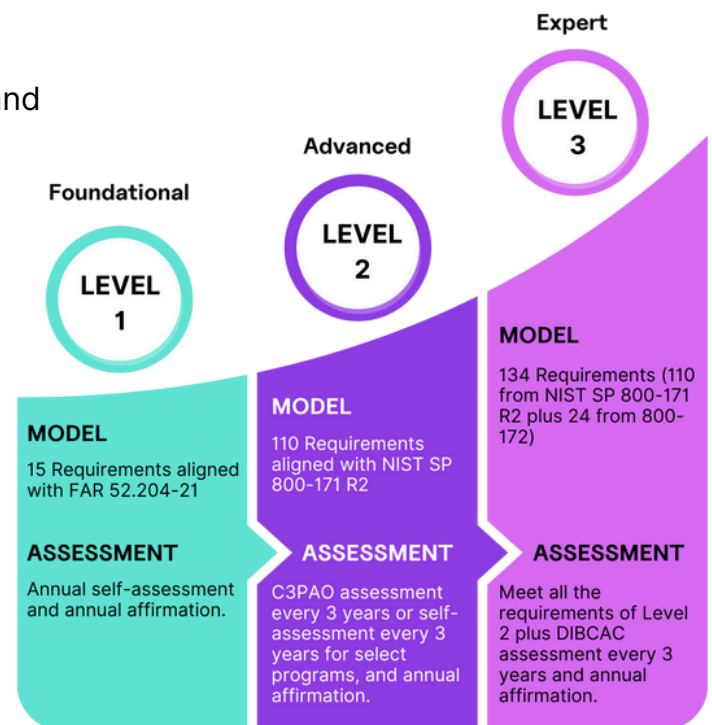 Expert
LEVEL
3
and
Advanced
LEVEL
2
Foundational
LEVEL
1
MODEL
15 Requirements aligned
with FAR 52.204-21
ASSESSMENT
Annual self-assessment
and annual affirmation.
MODEL
110 Requirements
aligned with NIST SP
800-171 R2
ASSESSMENT
C3PAO assessment
every 3 years or self-
assessment every 3
years for select
programs, and annual
affirmation.
MODEL
134 Requirements (110
from NIST SP 800-171
R2 plus 24 from 800-
172)
ASSESSMENT
Meet all the
requirements of Level
2 plus DIBCAC
assessment every 3
years and annual
affirmation.